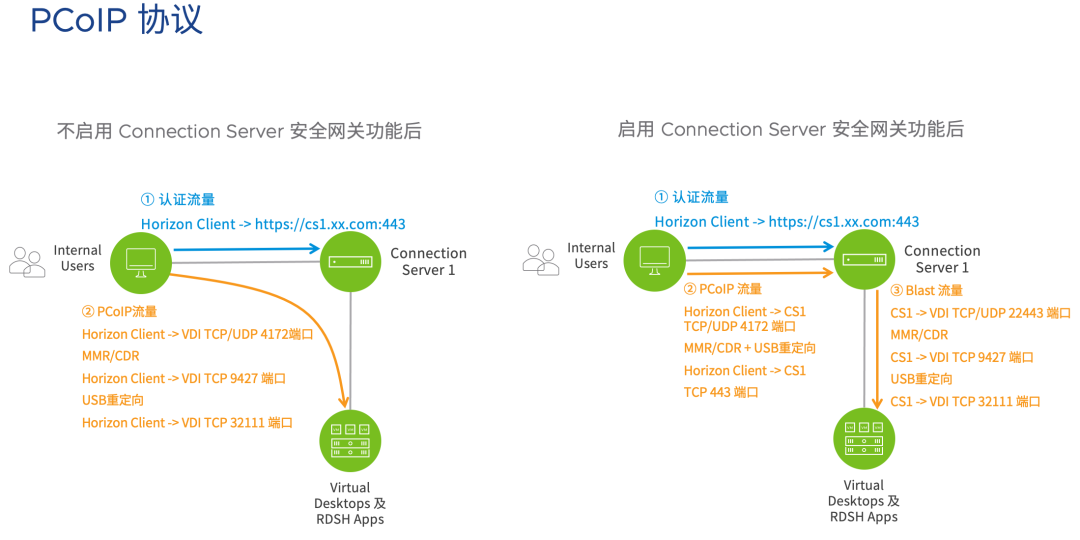 PCoIP 协议
不启用 Connection Server 安全网关功能后
① 认证流量
Horizon Client -> https://cs1.xx.com:443
Internal
Users
Connection
Server 1
② PCoIP流量
Horizon Client -> VDI TCP/UDP 4172端口
MMR/CDR
Horizon Client -> VDI TCP 9427 端口
USB重定向
Horizon Client -> VDI TCP 32111 端口
Virtual
Desktops 及
RDSH Apps
启用 Connection Server 安全网关功能后
① 认证流量
Horizon Client -> https://cs1.xx.com:443
Internal
Users
Connection
Server 1
② PCoIP 流量
Horizon Client -> CS1
TCP/UDP 4172 端口
MMR/CDR + USB重定向
Horizon Client -> CS1
TCP 443 端口
③ Blast 流量
CS1 -> VDI TCP/UDP 22443 端口
MMR/CDR
CS1 -> VDI TCP 9427 端口
USB重定向
CS1 -> VDI TCP 32111 端口
Virtual
Desktops 及
RDSH Apps